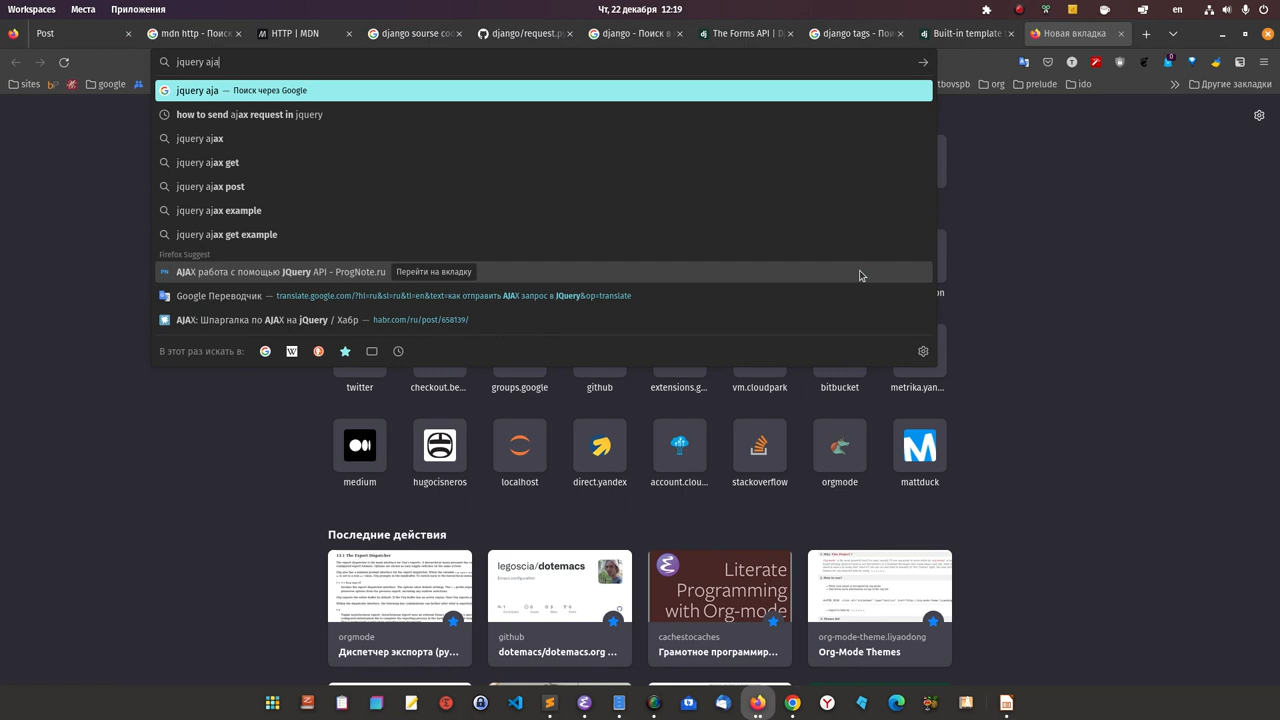 Workspaces Места Приложения Чт, 22 декабря 12:19 en
Post mdn http - Поиск HTTP | MDN django sourse cod django/request.py django - Поиск в The Forms API | Dj django tags - Поис Built-in template t Новая вкладка
jquery aja
sites google tbovspb org prelude ido Другие закладки
jquery aja — Поиск через Google
how to send ajax request in jquery
jquery ajax
jquery ajax get
jquery ajax post
jquery ajax example
jquery ajax get example
Firefox Suggest
AJAX работа с помощью JQuery API - ProgNote.ru Перейти на вкладку
Google Переводчик — translate.google.com/?hl=ru&sl=ru&tl=en&text=как отправить AJAX запрос в JQuery&op=translate
AJAX: Шпаргалка по AJAX на jQuery / Хабр — habr.com/ru/post/658139/
В этот раз искать в:
twitter checkout.be... groups.google github extensions.g... vm.cloudpark bitbucket metrika.yan...
medium hugocisneros localhost direct.yandex account.clou... stackoverflow orgmode mattduck
Последние действия
legoscia/dotemacs
Literate
Programming
with Org-mode
orgmode github cachestocaches org-mode-theme.liyaodong
Диспетчер экспорта (ру... dotemacs/dotemacs.org ... Грамотное программир... Org-Mode Themes